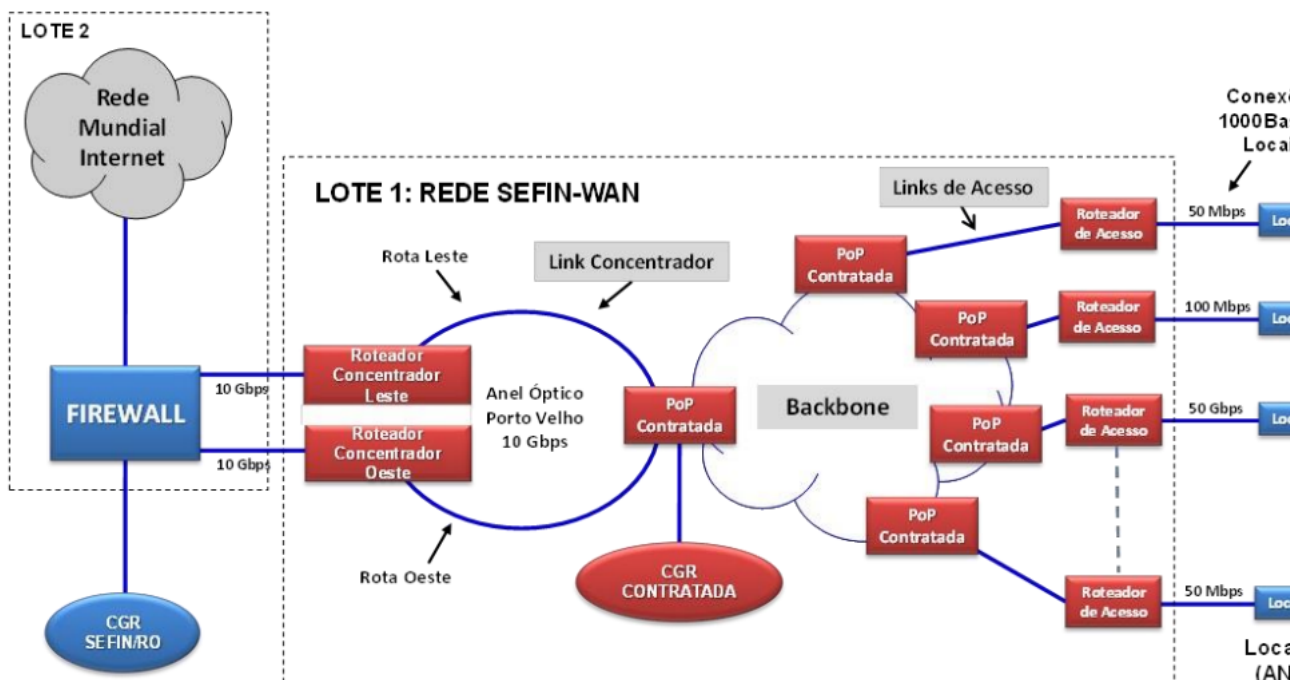 LOTE 2
Rede
Mundial
Internet
FIREWALL
10 Gbps
10 Gbps
CGR
SEFIN/RO
LOTE 1: REDE SEFIN-WAN
Rota Leste
Link Concentrador
Roteador
Concentrador
Leste
Roteador
Concentrador
Oeste
Anel Óptico
Porto Velho
10 Gbps
Rota Oeste
PoP
Contratada
CGR
CONTRATADA
Backbone
Links de Acesso
PoP
Contratada
PoP
Contratada
PoP
Contratada
PoP
Contratada
Roteador
de Acesso
50 Mbps
Roteador
de Acesso
100 Mbps
Roteador
de Acesso
50 Gbps
Roteador
de Acesso
50 Mbps